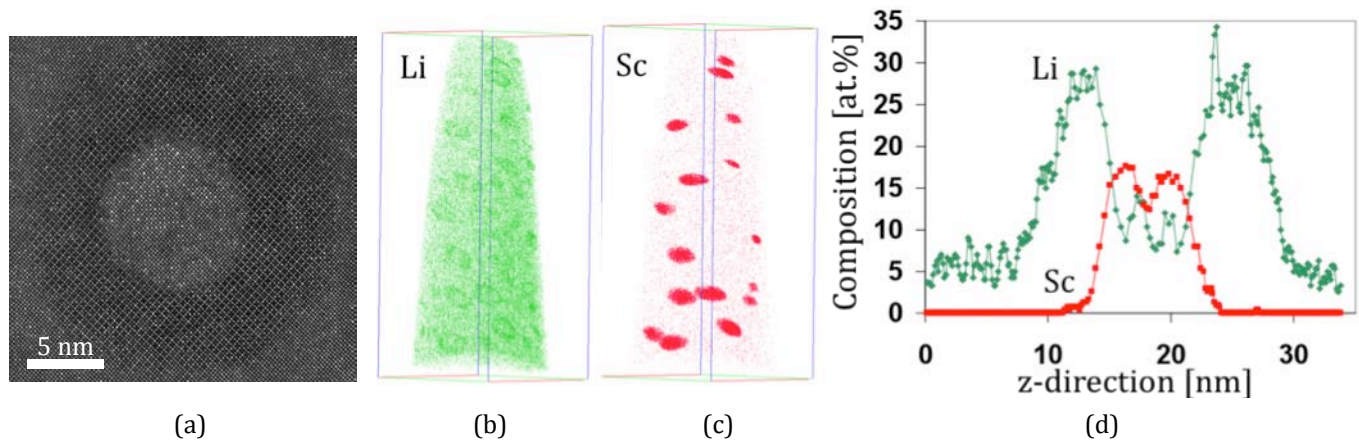 5 nm
(a)
Li
(b)
Sc
(c)
Composition [at.%]
35
30
25
20
15
10
5
0
Li
Sc
0 10 20 30
z-direction [nm]
(d)